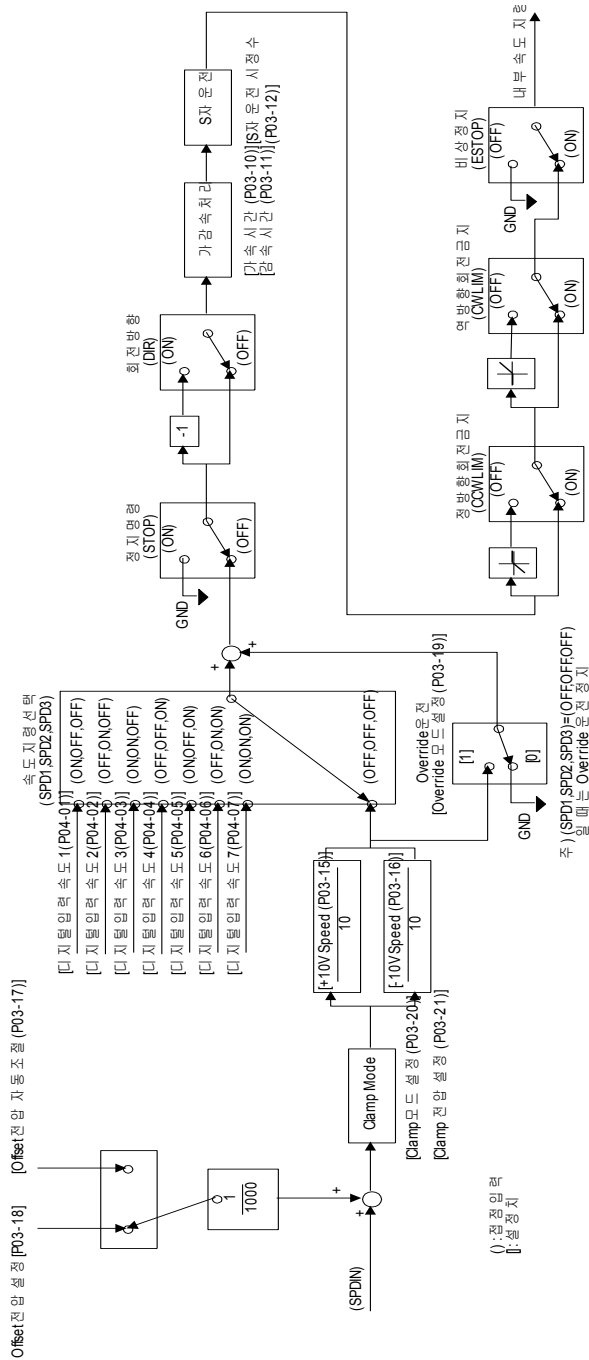 Offset전압 설정[P03-18]
[Offset전압 자동조절(P03-17)]
1
1000
(SPDIN)
+
+
Clamp Mode
[Clamp모드 설정(P03-20)]
[Clamp 전압 설정(P03-21)]
[+10V Speed (P03-15)]
10
[-10V Speed (P03-16)]
10
():접점입력
[]:설정치
속도지령선택
(SPD1,SPD2,SPD3)
[디지털입력속도 1(P04-01)]
(ON,OFF,OFF)
[디지털입력속도 2(P04-02)]
(OFF,ON,OFF)
[디지털입력속도 3(P04-03)]
(ON,ON,OFF)
[디지털입력속도 4(P04-04)]
(OFF,OFF,ON)
[디지털입력속도 5(P04-05)]
(ON,OFF,ON)
[디지털입력속도 6(P04-06)]
(OFF,ON,ON)
[디지털입력속도 7(P04-07)]
(ON,ON,ON)
(OFF,OFF,OFF)
+
+
Override운전
[Override 모드설정(P03-19)]
[1]
[0]
GND
주) (SPD1,SPD2,SPD3)=(OFF,OFF,OFF)
일 때는 Override 운전정지
정지명령
(STOP)
(ON)
(OFF)
GND
-1
회전방향
(DIR)
(ON)
(OFF)
가감속처리
[가속시간 (P03-10)]
[감속시간 (P03-11)]
S자운전
[S자운전시정수
(P03-12)]
정방향회전금지
(CCWLIM)
(OFF)
(ON)
역방향회전금지
(CWLIM)
(OFF)
(ON)
비상정지
(ESTOP)
(OFF)
(ON)
GND
내부속도지령